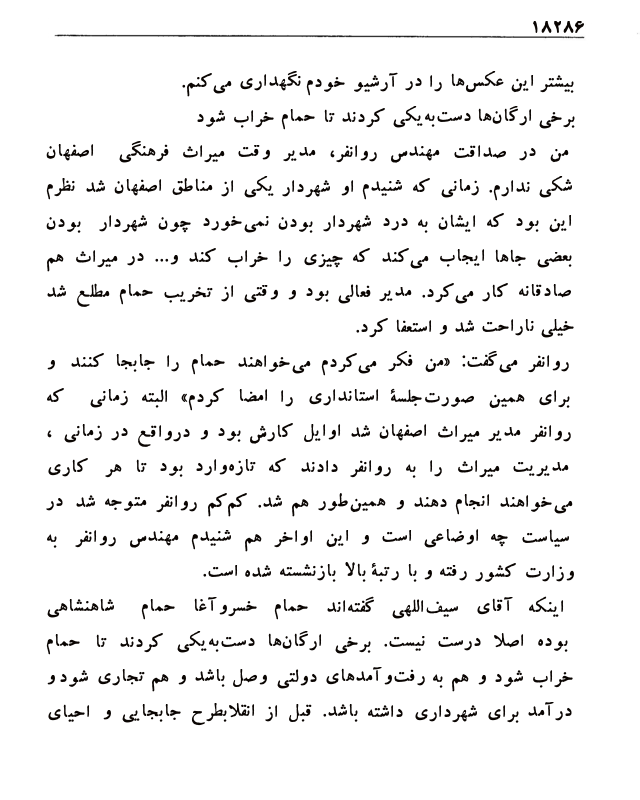 ۱۸۲۸۶
بیشتر این عکس‌ها را در آرشیو خودم نگهداری می‌کنم.
برخی ارگان‌ها دست‌به‌یکی کردند تا حمام خراب شود
من در صداقت مهندس روانفر، مدیر وقت میراث فرهنگی اصفهان
شکی ندارم. زمانی که شنیدم او شهردار یکی از مناطق اصفهان شد نظرم
این بود که ایشان به درد شهردار بودن نمی‌خورد چون شهردار بودن
بعضی جاها ایجاب می‌کند که چیزی را خراب کند و... در میراث هم
صادقانه کار می‌کرد. مدیر فعالی بود و وقتی از تخریب حمام مطلع شد
خیلی ناراحت شد و استعفا کرد.
روانفر می‌گفت: «من فکر می‌کردم می‌خواهند حمام را جابجا کنند و
برای همین صورت‌جلسهٔ استانداری را امضا کردم» البته زمانی که
روانفر مدیر میراث اصفهان شد اوایل کارش بود و درواقع در زمانی ،
مدیریت میراث را به روانفر دادند که تازه‌وارد بود تا هر کاری
می‌خواهند انجام دهند و همین‌طور هم شد. کم‌کم روانفر متوجه شد در
سیاست چه اوضاعی است و این اواخر هم شنیدم مهندس روانفر به
وزارت کشور رفته و با رتبهٔ بالا بازنشسته شده است.
اینکه آقای سیف‌اللهی گفته‌اند حمام خسروآغا حمام شاهنشاهی
بوده اصلا درست نیست. برخی ارگان‌ها دست‌به‌یکی کردند تا حمام
خراب شود و هم به رفت‌وآمدهای دولتی وصل باشد و هم تجاری شود و
درآمد برای شهرداری داشته باشد. قبل از انقلابطرح جابجایی و احیای